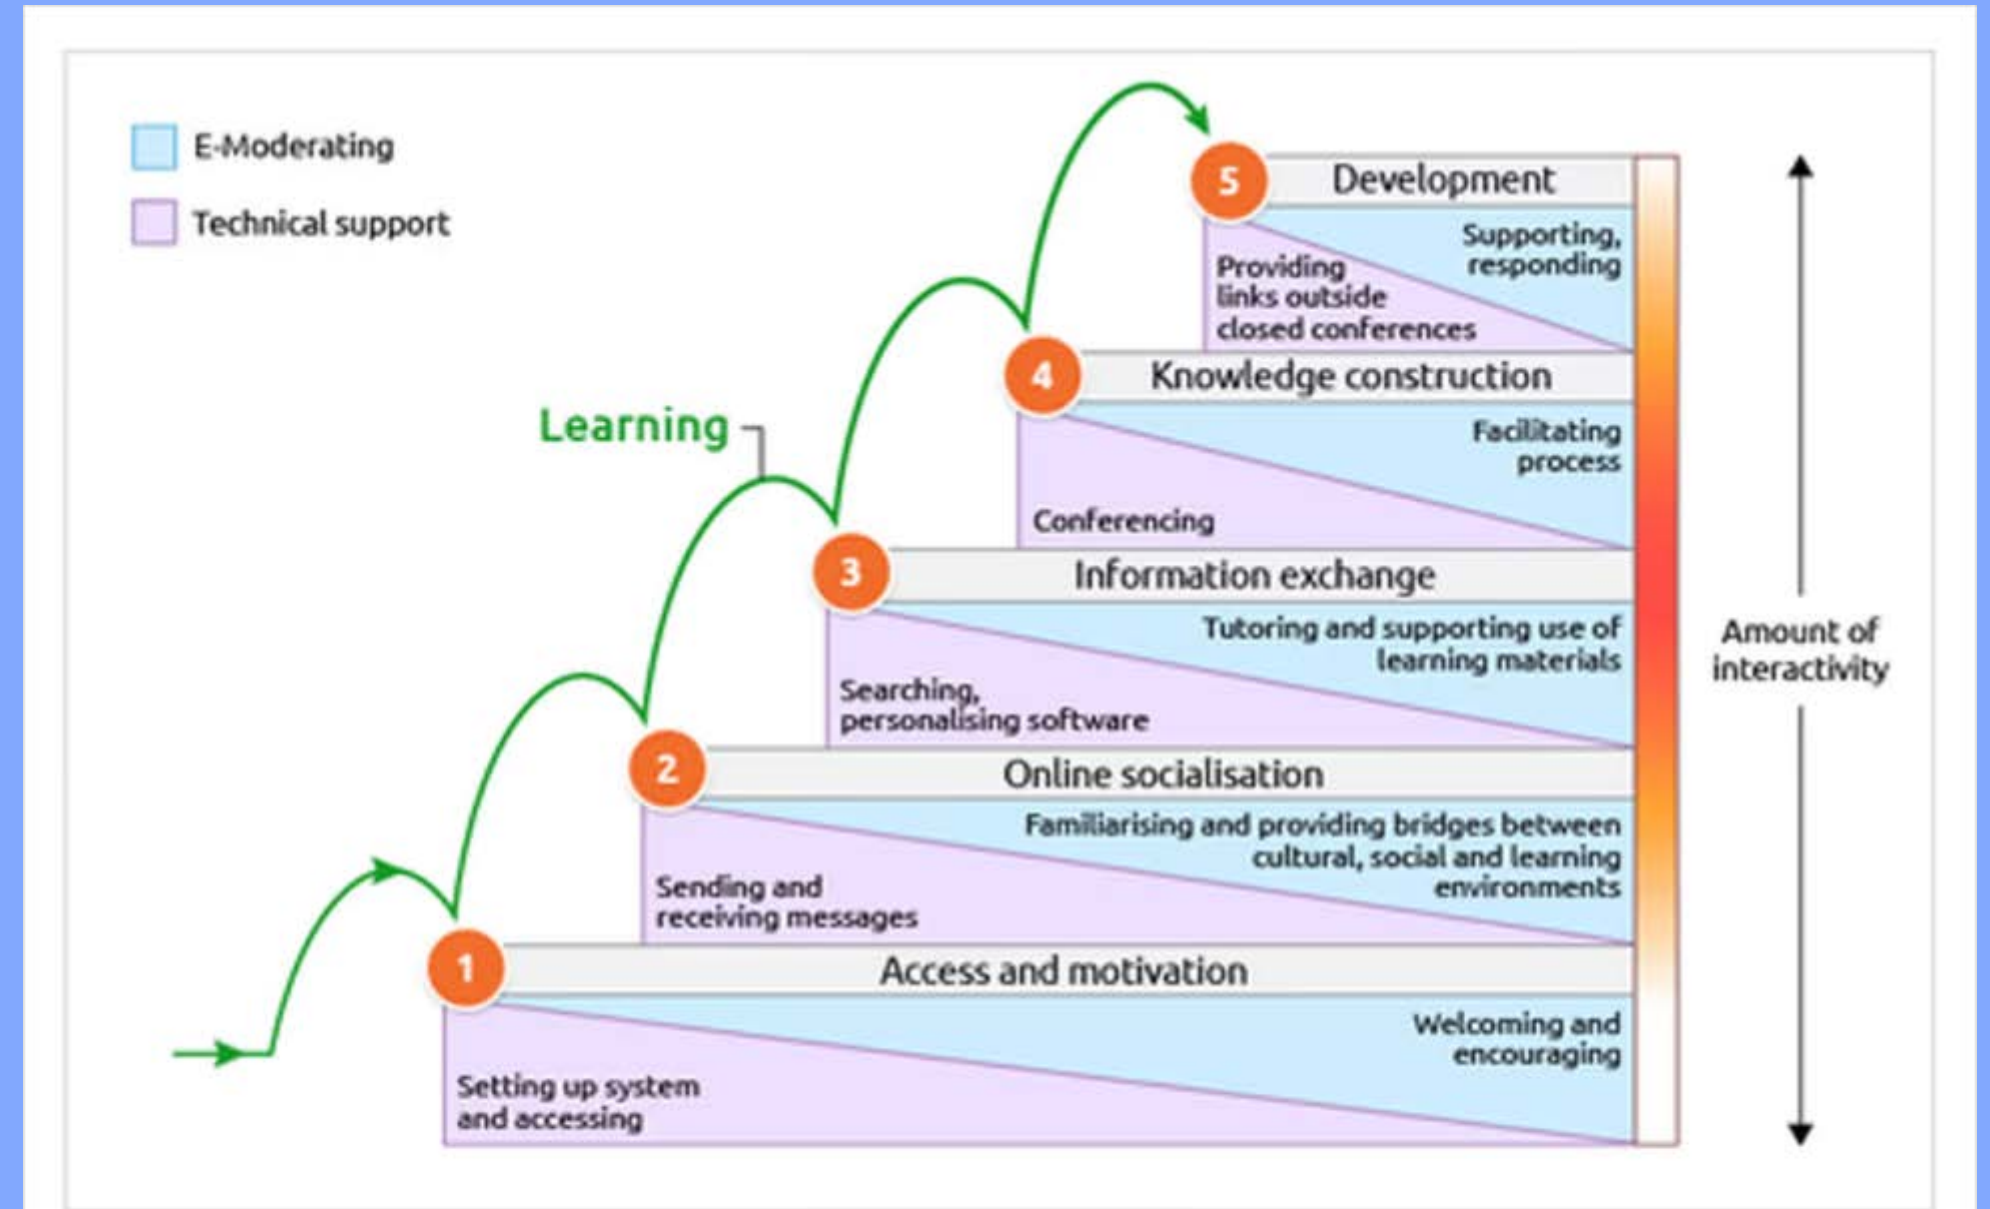 E-Moderating
Technical support
Learning
5
Development
Supporting,
responding
Providing
links outside
closed conferences
4
Knowledge construction
Facilitating
process
Conferencing
3
Information exchange
Tutoring and supporting use of
learning materials
Searching,
personalising software
2
Online socialisation
Familiarising and providing bridges between
cultural, social and learning
environments
Sending and
receiving messages
1
Access and motivation
Welcoming and
encouraging
Setting up system
and accessing
Amount of
interactivity